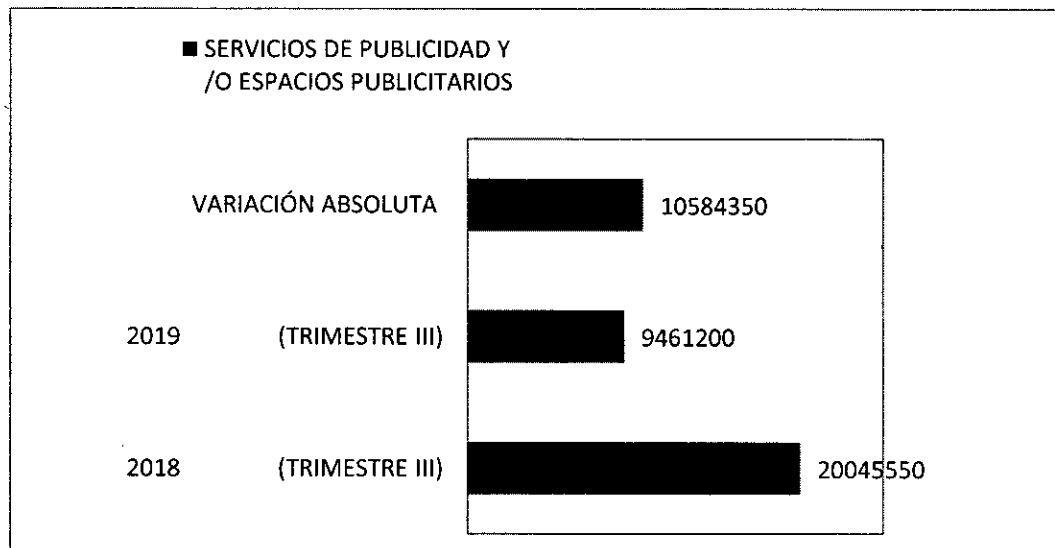 SERVICIOS DE PUBLICIDAD Y
/O ESPACIOS PUBLICITARIOS
VARIACIÓN ABSOLUTA 10584350
2019 (TRIMESTRE III) 9461200
2018 (TRIMESTRE III) 20045550